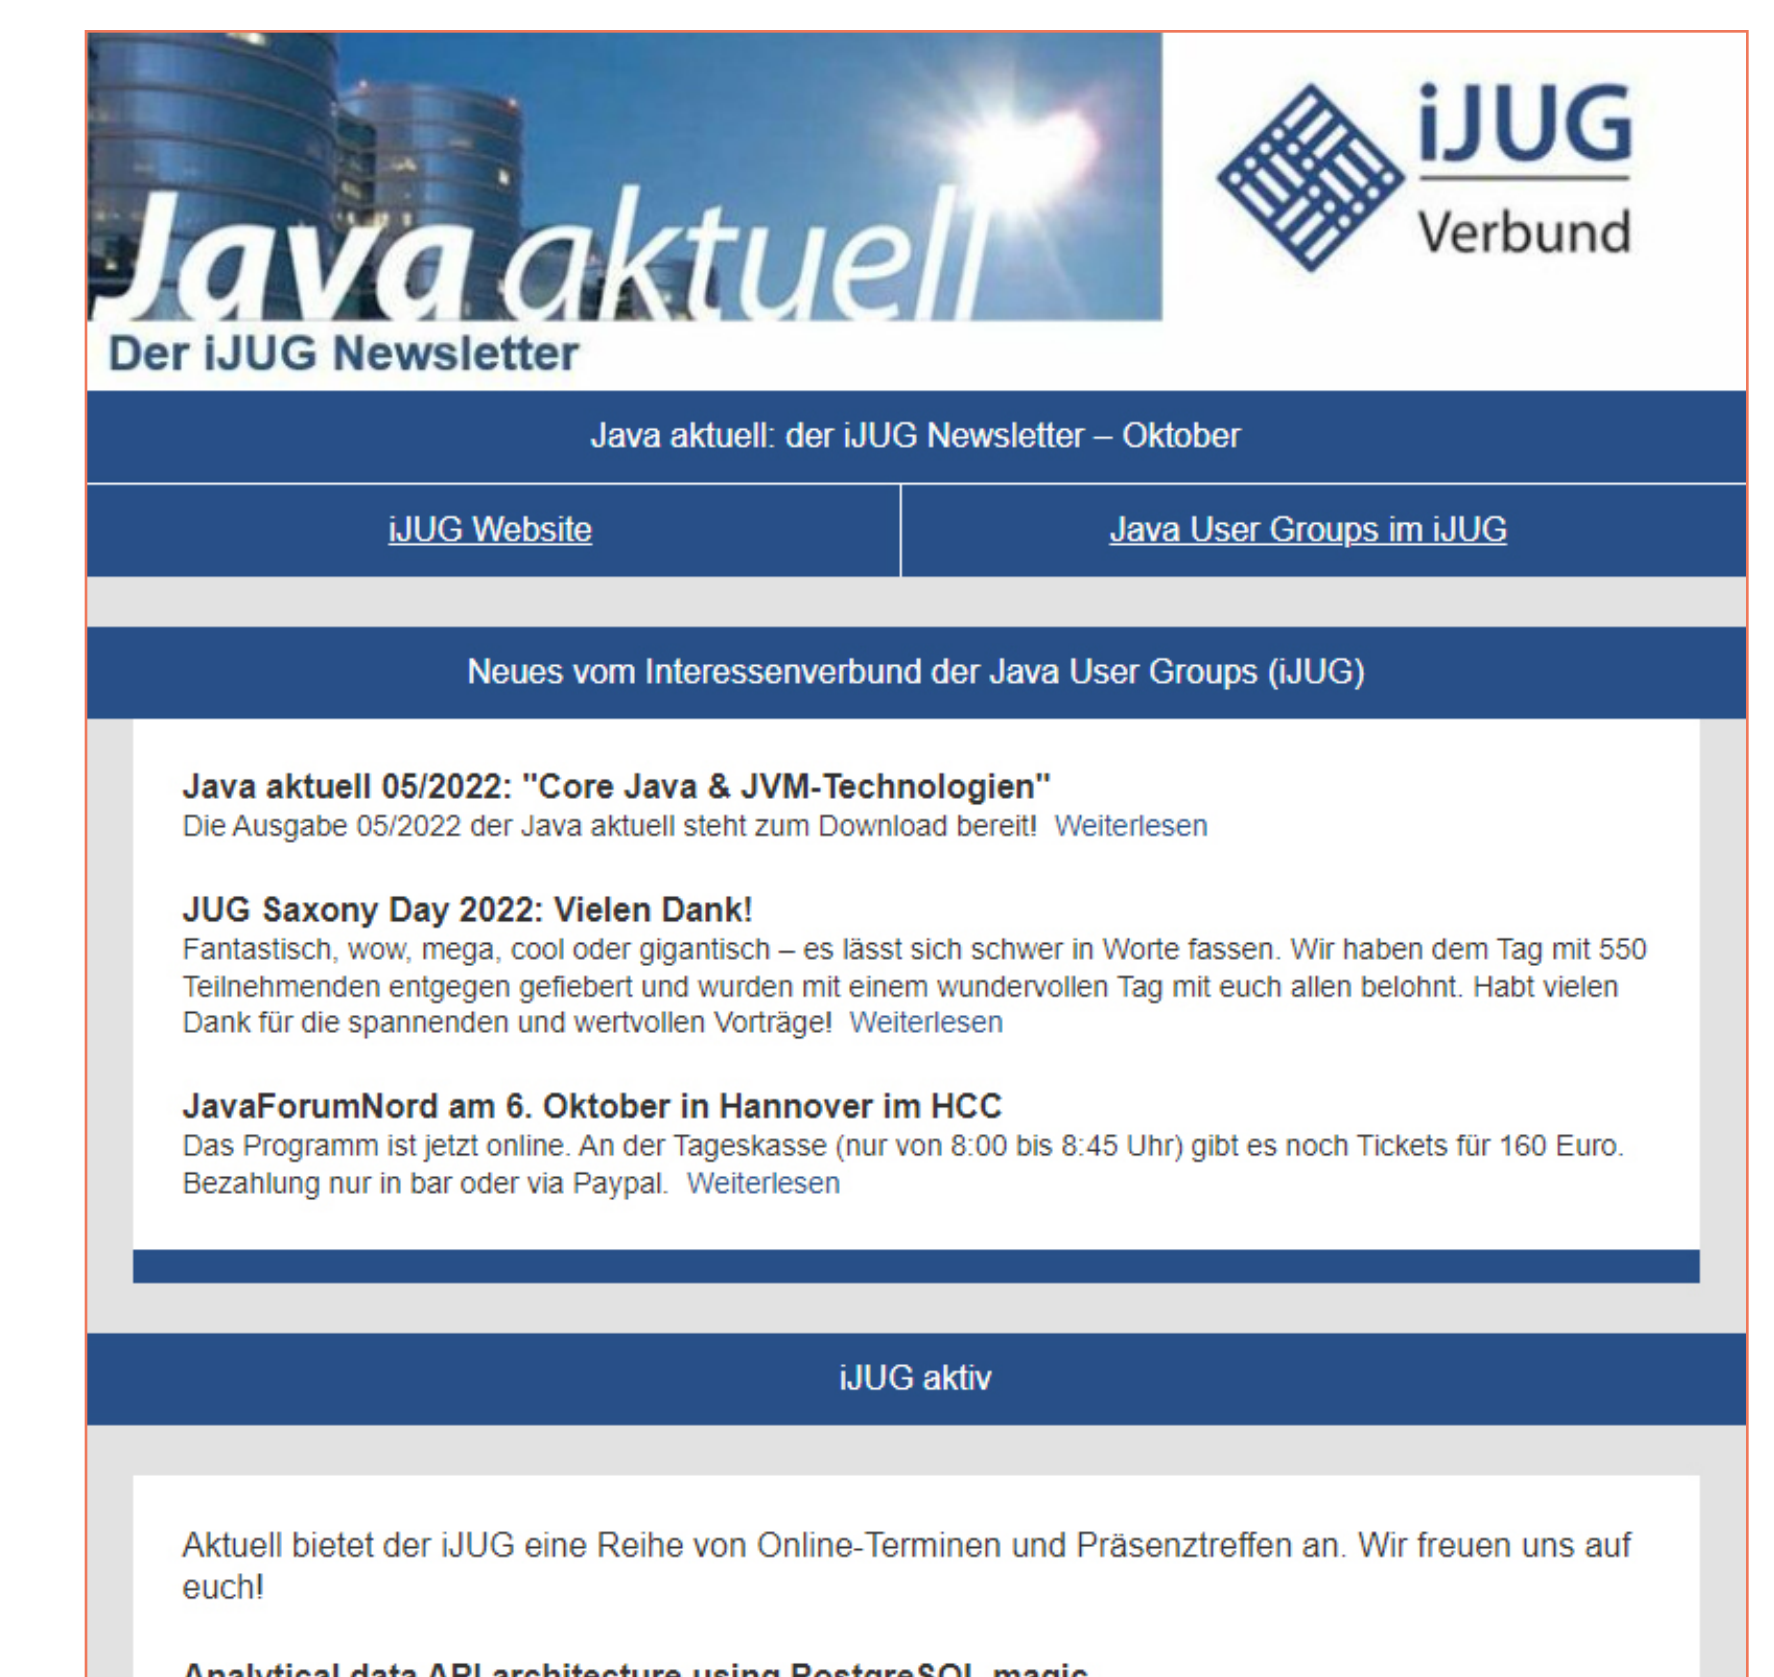 Java aktuell
iJUG
Verbund
Der iJUG Newsletter
Java aktuell: der iJUG Newsletter – Oktober
iJUG Website
Java User Groups im iJUG
Neues vom Interessenverbund der Java User Groups (iJUG)
Java aktuell 05/2022: "Core Java & JVM-Technologien"
Die Ausgabe 05/2022 der Java aktuell steht zum Download bereit! Weiterlesen
JUG Saxony Day 2022: Vielen Dank!
Fantastisch, wow, mega, cool oder gigantisch – es lässt sich schwer in Worte fassen. Wir haben dem Tag mit 550
Teilnehmenden entgegen gefiebert und wurden mit einem wundervollen Tag mit euch allen belohnt. Habt vielen
Dank für die spannenden und wertvollen Vorträge! Weiterlesen
JavaForumNord am 6. Oktober in Hannover im HCC
Das Programm ist jetzt online. An der Tageskasse (nur von 8:00 bis 8:45 Uhr) gibt es noch Tickets für 160 Euro.
Bezahlung nur in bar oder via Paypal. Weiterlesen
iJUG aktiv
Aktuell bietet der iJUG eine Reihe von Online-Terminen und Präsenztreffen an. Wir freuen uns auf
euch!
Analytical data API architecture using PostgreSQL magic